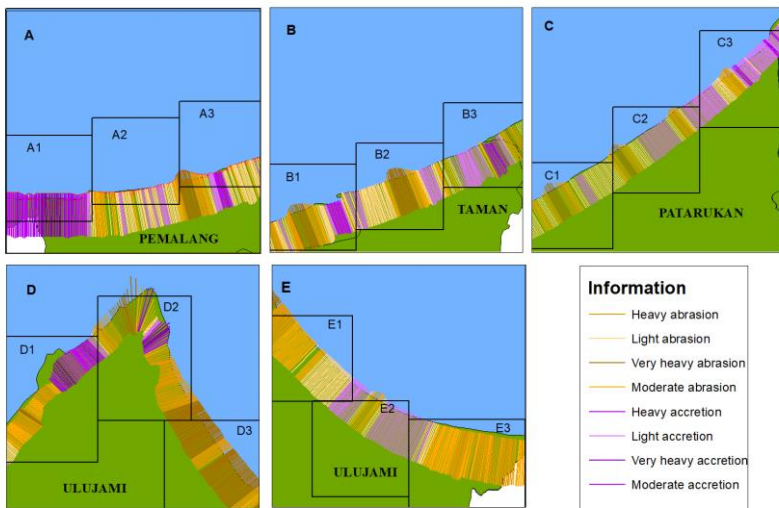 A
A1
A2
A3
PEMALANG
B
B1
B2
B3
TAMAN
C
C1
C2
C3
PATARUKAN
D
D1
D2
D3
ULUJAMI
E
E1
E2
E3
ULUJAMI
Information
Heavy abrasion
Light abrasion
Very heavy abrasion
Moderate abrasion
Heavy accretion
Light accretion
Very heavy accretion
Moderate accretion